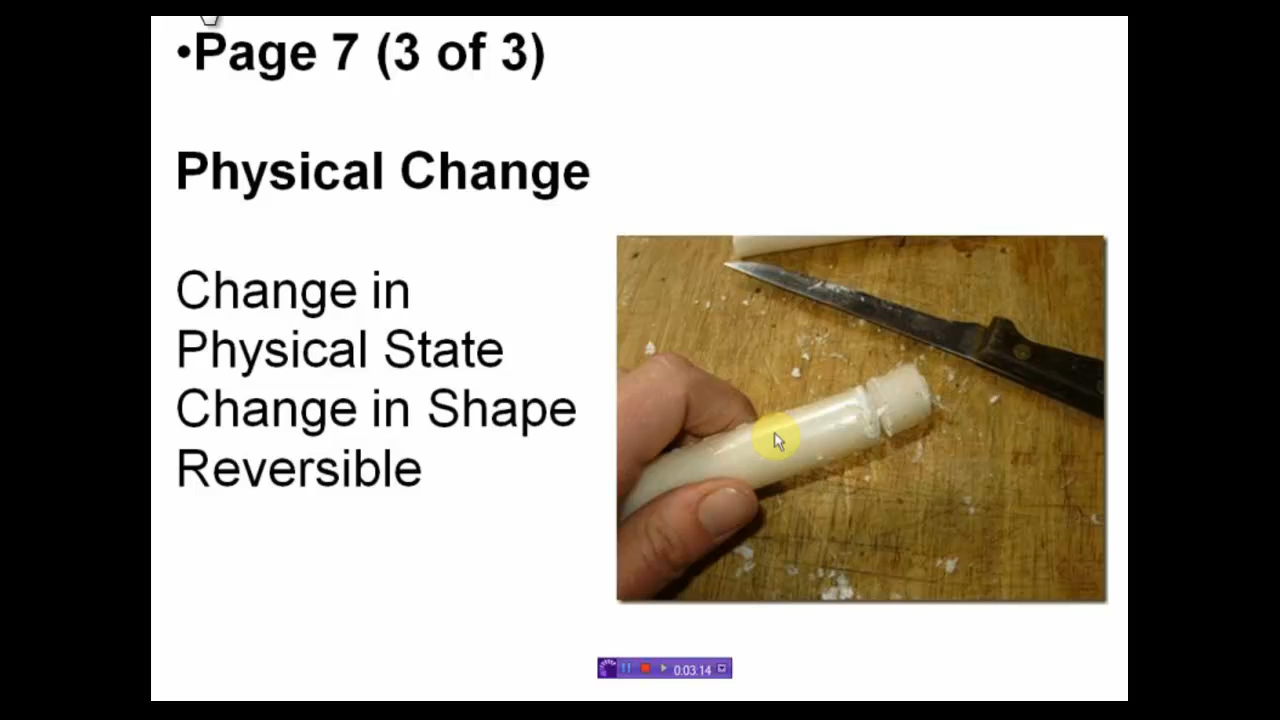 •Page 7 (3 of 3)
Physical Change
Change in
Physical State
Change in Shape
Reversible
0:03:14